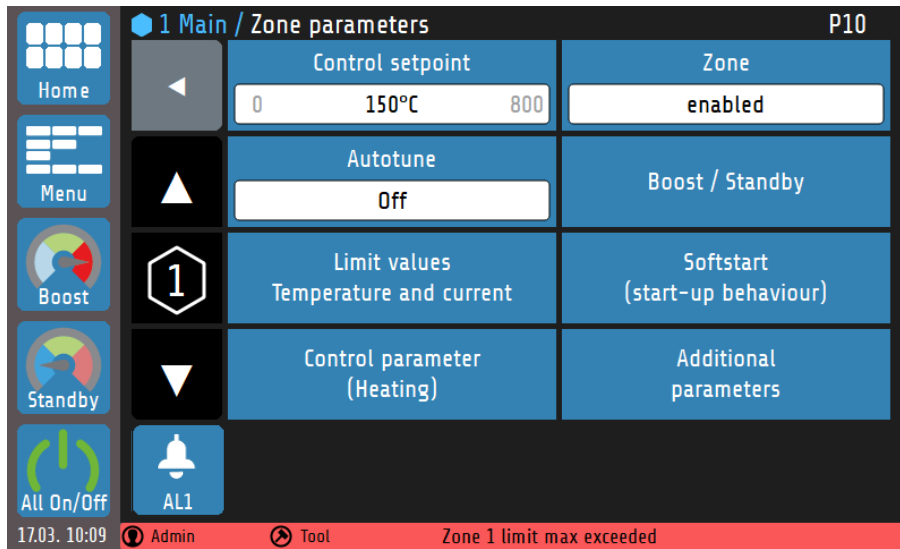 1 Main / Zone parameters
P10
Home
Control setpoint
0 150°C 800
Zone
enabled
Menu
Autotune
Off
Boost / Standby
Boost
1
Limit values
Temperature and current
Softstart
(start-up behaviour)
Standby
Control parameter
(Heating)
Additional
parameters
All On/Off
AL1
17.03. 10:09
Admin
Tool
Zone 1 limit max exceeded